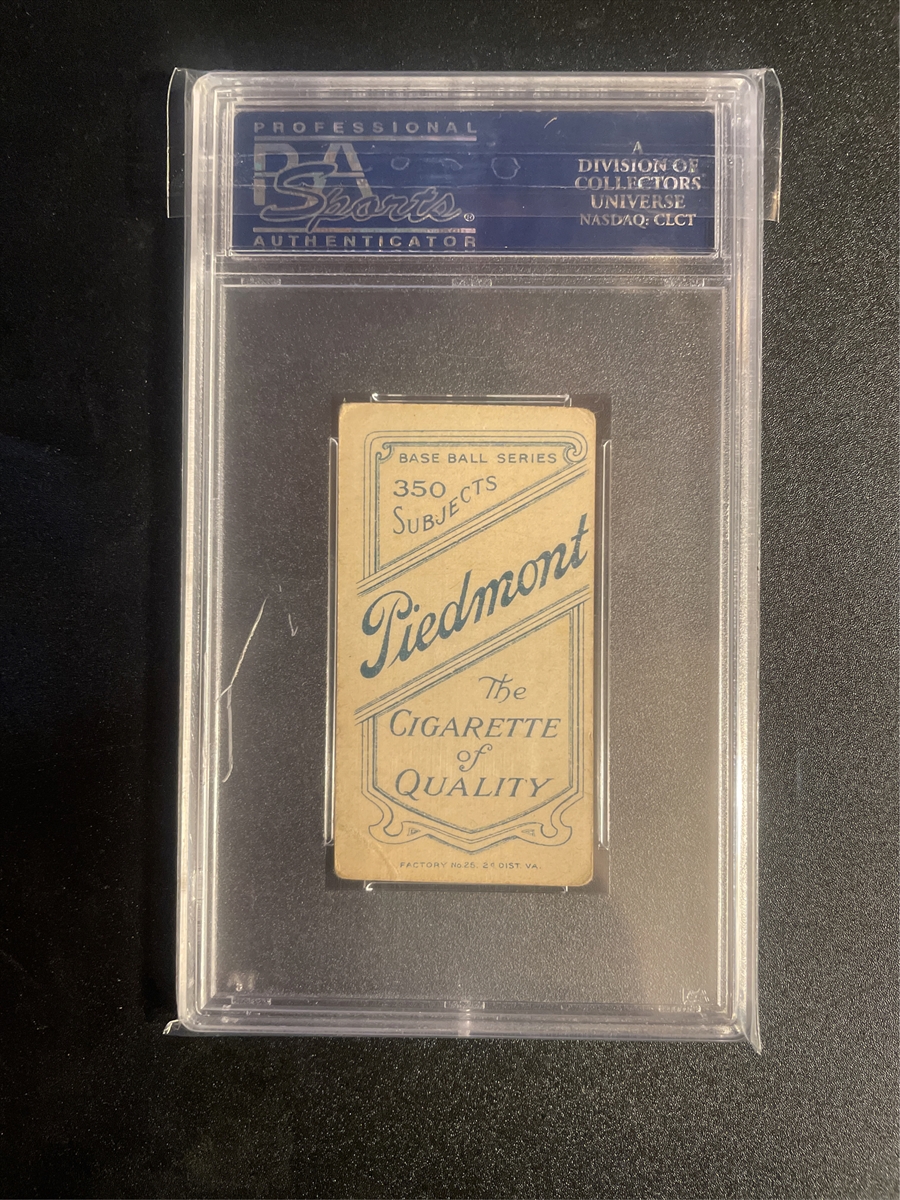 PROFESSIONAL
PSA
Sports®
AUTHENTICATOR
A
DIVISION OF
COLLECTORS
UNIVERSE
NASDAQ: CLCT
BASE BALL SERIES
350
SUBJECTS
Piedmont
The
CIGARETTE
of
QUALITY
FACTORY No 25, 2d DIST. VA.